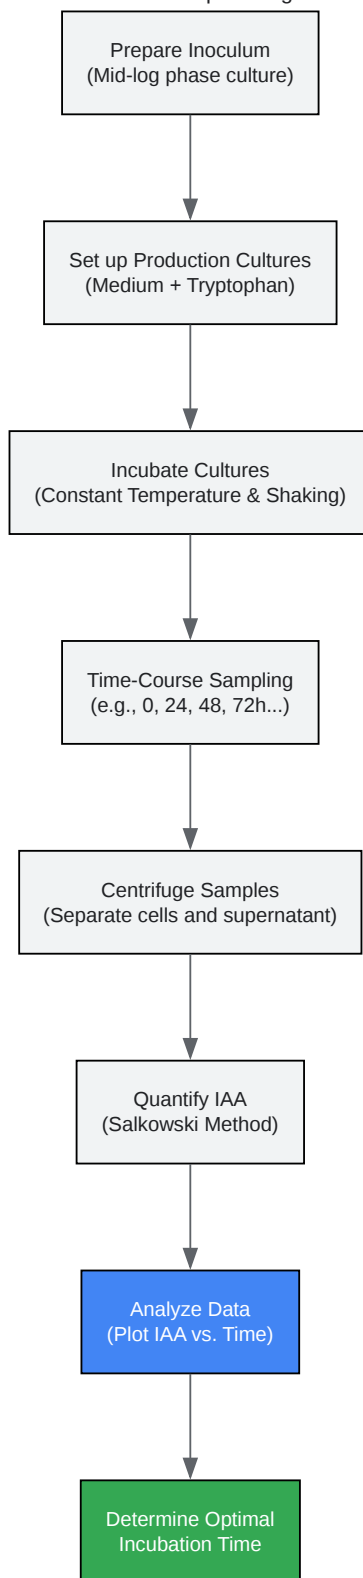 Prepare Inoculum
(Mid-log phase culture)
Set up Production Cultures
(Medium + Tryptophan)
Incubate Cultures
(Constant Temperature & Shaking)
Time-Course Sampling
(e.g., 0, 24, 48, 72h...)
Centrifuge Samples
(Separate cells and supernatant)
Quantify IAA
(Salkowski Method)
Analyze Data
(Plot IAA vs. Time)
Determine Optimal
Incubation Time